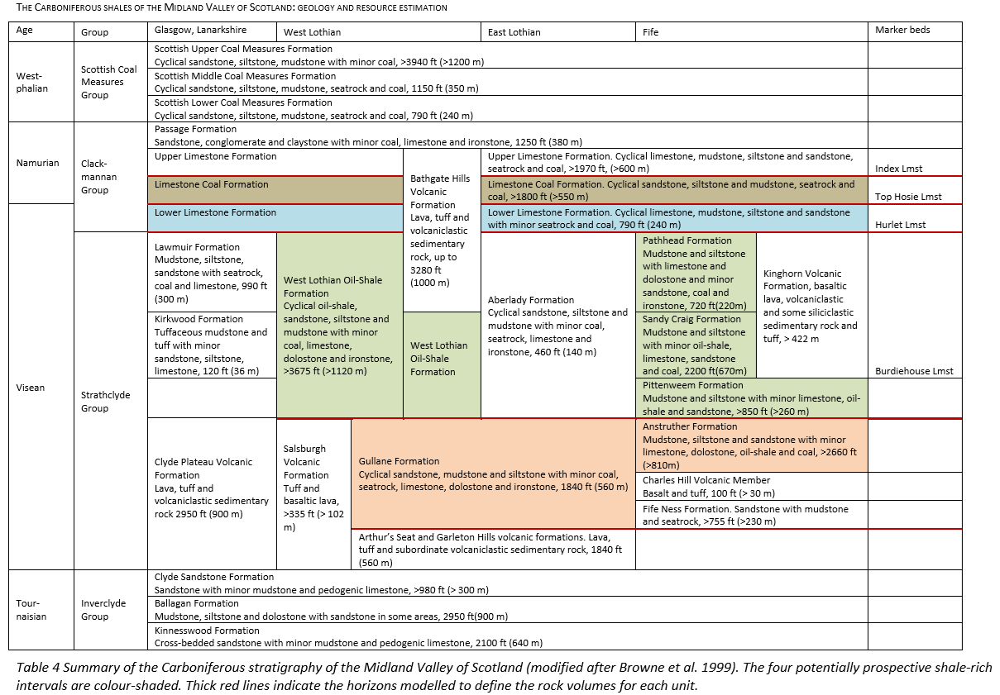 THE CARBONIFEROUS SHALES OF THE MIDLAND VALLEY OF SCOTLAND: GEOLOGY AND RESOURCE ESTIMATION
Age
Group
Glasgow, Lanarkshire
West Lothian
East Lothian
Fife
Marker beds
West-
phalian
Scottish Coal
Measures
Group
Scottish Upper Coal Measures Formation
Cyclical sandstone, siltstone, mudstone with minor coal, >3940 ft (>1200 m)
Scottish Middle Coal Measures Formation
Cyclical sandstone, siltstone, mudstone, seatrock and coal, 1150 ft (350 m)
Scottish Lower Coal Measures Formation
Cyclical sandstone, siltstone, mudstone, seatrock and coal, 790 ft (240 m)
Namurian
Clack-
mannan
Group
Passage Formation
Sandstone, conglomerate and claystone with minor coal, limestone and ironstone, 1250 ft (380 m)
Upper Limestone Formation
Bathgate Hills
Volcanic
Formation
Lava, tuff and
volcaniclastic
sedimentary
rock, up to
3280 ft
(1000 m)
Upper Limestone Formation. Cyclical limestone, mudstone, siltstone and sandstone,
seatrock and coal, >1970 ft, (>600 m)
Index Lmst
Limestone Coal Formation
Limestone Coal Formation. Cyclical sandstone, siltstone and mudstone, seatrock and
coal, >1800 ft (>550 m)
Top Hosie Lmst
Visean
Lower Limestone Formation
Lower Limestone Formation. Cyclical limestone, mudstone, siltstone and sandstone
with minor seatrock and coal, 790 ft (240 m)
Hurlet Lmst
Strathclyde
Group
Lawmuir Formation
Mudstone, siltstone,
sandstone with seatrock,
coal and limestone, 990 ft
(300 m)
Kirkwood Formation
Tuffaceous mudstone and
tuff with minor
sandstone, siltstone,
limestone, 120 ft (36 m)
West Lothian Oil-Shale
Formation
Cyclical oil-shale,
sandstone, siltstone and
mudstone with minor
coal, limestone,
dolostone and ironstone,
>3675 ft (>1120 m)
West Lothian
Oil-Shale
Formation
Aberlady Formation
Cyclical sandstone, siltstone and
mudstone with minor coal,
seatrock, limestone and
ironstone, 460 ft (140 m)
Pathhead Formation
Mudstone and siltstone
with limestone and
dolostone and minor
sandstone, coal and
ironstone, 720 ft(220m)
Sandy Craig Formation
Mudstone and siltstone
with minor oil-shale,
limestone, sandstone
and coal, 2200 ft(670m)
Kinghorn Volcanic
Formation, basaltic
lava, volcaniclastic
and some siliciclastic
sedimentary rock and
tuff, > 422 m
Burdiehouse Lmst
Pittenweem Formation
Mudstone and siltstone with minor limestone, oil-
shale and sandstone, >850 ft (>260 m)
Clyde Plateau Volcanic
Formation
Lava, tuff and
volcaniclastic sedimentary
rock 2950 ft (900 m)
Salsburgh
Volcanic
Formation
Tuff and
basaltic lava,
>335 ft (> 102
m)
Gullane Formation
Cyclical sandstone, mudstone and siltstone with minor coal,
seatrock, limestone, dolostone and ironstone, 1840 ft (560 m)
Anstruther Formation
Mudstone, siltstone and sandstone with minor
limestone, dolostone, oil-shale and coal, >2660 ft
(>810m)
Charles Hill Volcanic Member
Basalt and tuff, 100 ft (> 30 m)
Fife Ness Formation. Sandstone with mudstone
and seatrock, >755 ft (>230 m)
Arthur's Seat and Garleton Hills volcanic formations. Lava,
tuff and subordinate volcaniclastic sedimentary rock, 1840 ft
(560 m)
Tour-
naisian
Inverclyde
Group
Clyde Sandstone Formation
Sandstone with minor mudstone and pedogenic limestone, >980 ft (> 300 m)
Ballagan Formation
Mudstone, siltstone and dolostone with sandstone in some areas, 2950 ft(900 m)
Kinnesswood Formation
Cross-bedded sandstone with minor mudstone and pedogenic limestone, 2100 ft (640 m)
Table 4 Summary of the Carboniferous stratigraphy of the Midland Valley of Scotland (modified after Browne et al. 1999). The four potentially prospective shale-rich
intervals are colour-shaded. Thick red lines indicate the horizons modelled to define the rock volumes for each unit.